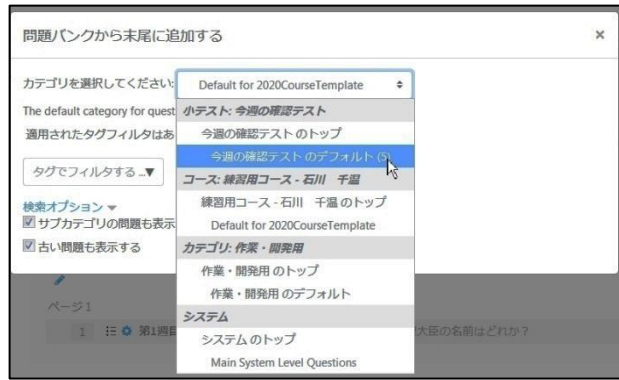 問題バンクから末尾に追加する ×
カテゴリを選択してください: Default for 2020CourseTemplate
The default category for quest
小テスト: 今週の確認テスト
適用されたタグフィルタはあ
今週の確認テスト のトップ
今週の確認テスト のデフォルト (5)
タグでフィルタする ...▼
コース: 練習用コース - 石川 千温
練習用コース - 石川 千温 のトップ
検索オプション
サブカテゴリの問題も表示
Default for 2020CourseTemplate
古い問題も表示する
カテゴリ: 作業・開発用
作業・開発用 のトップ
作業・開発用 のデフォルト
システム
ページ 1
システム のトップ
1 第1週目 大臣の名前はどれか？
Main System Level Questions